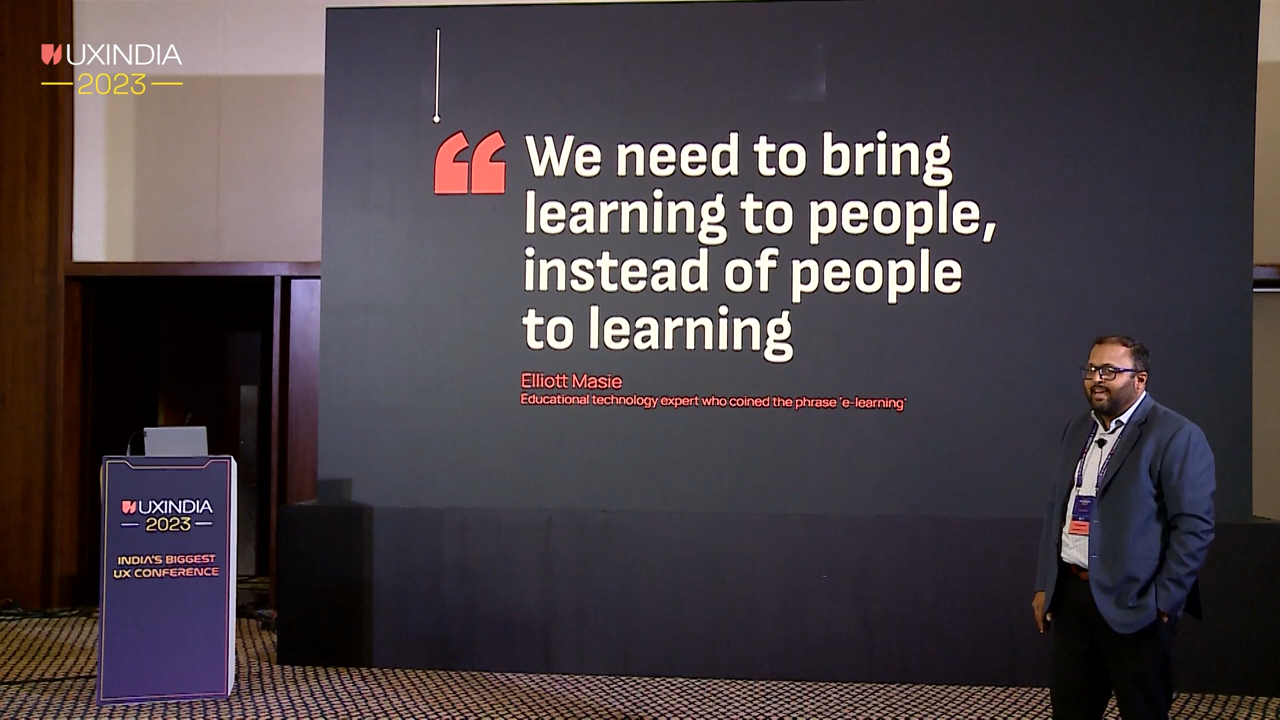 UXINDIA
2023
We need to bring
learning to people,
instead of people
to learning
Elliott Masie
Educational technology expert who coined the phrase 'e-learning'
UXINDIA
2023
INDIA'S BIGGEST
UX CONFERENCE